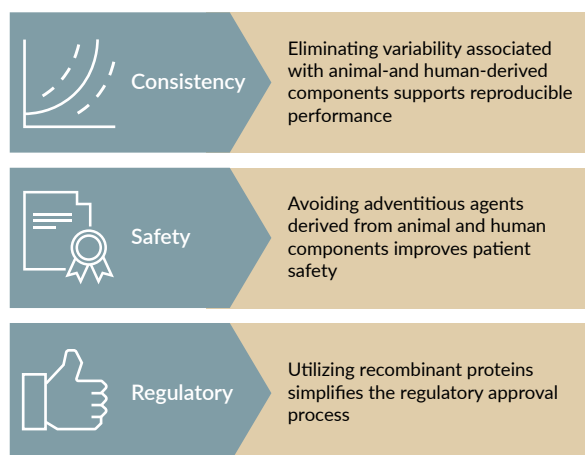 Consistency
Eliminating variability associated
with animal-and human-derived
components supports reproducible
performance
Safety
Avoiding adventitious agents
derived from animal and human
components improves patient
safety
Regulatory
Utilizing recombinant proteins
simplifies the regulatory approval
process